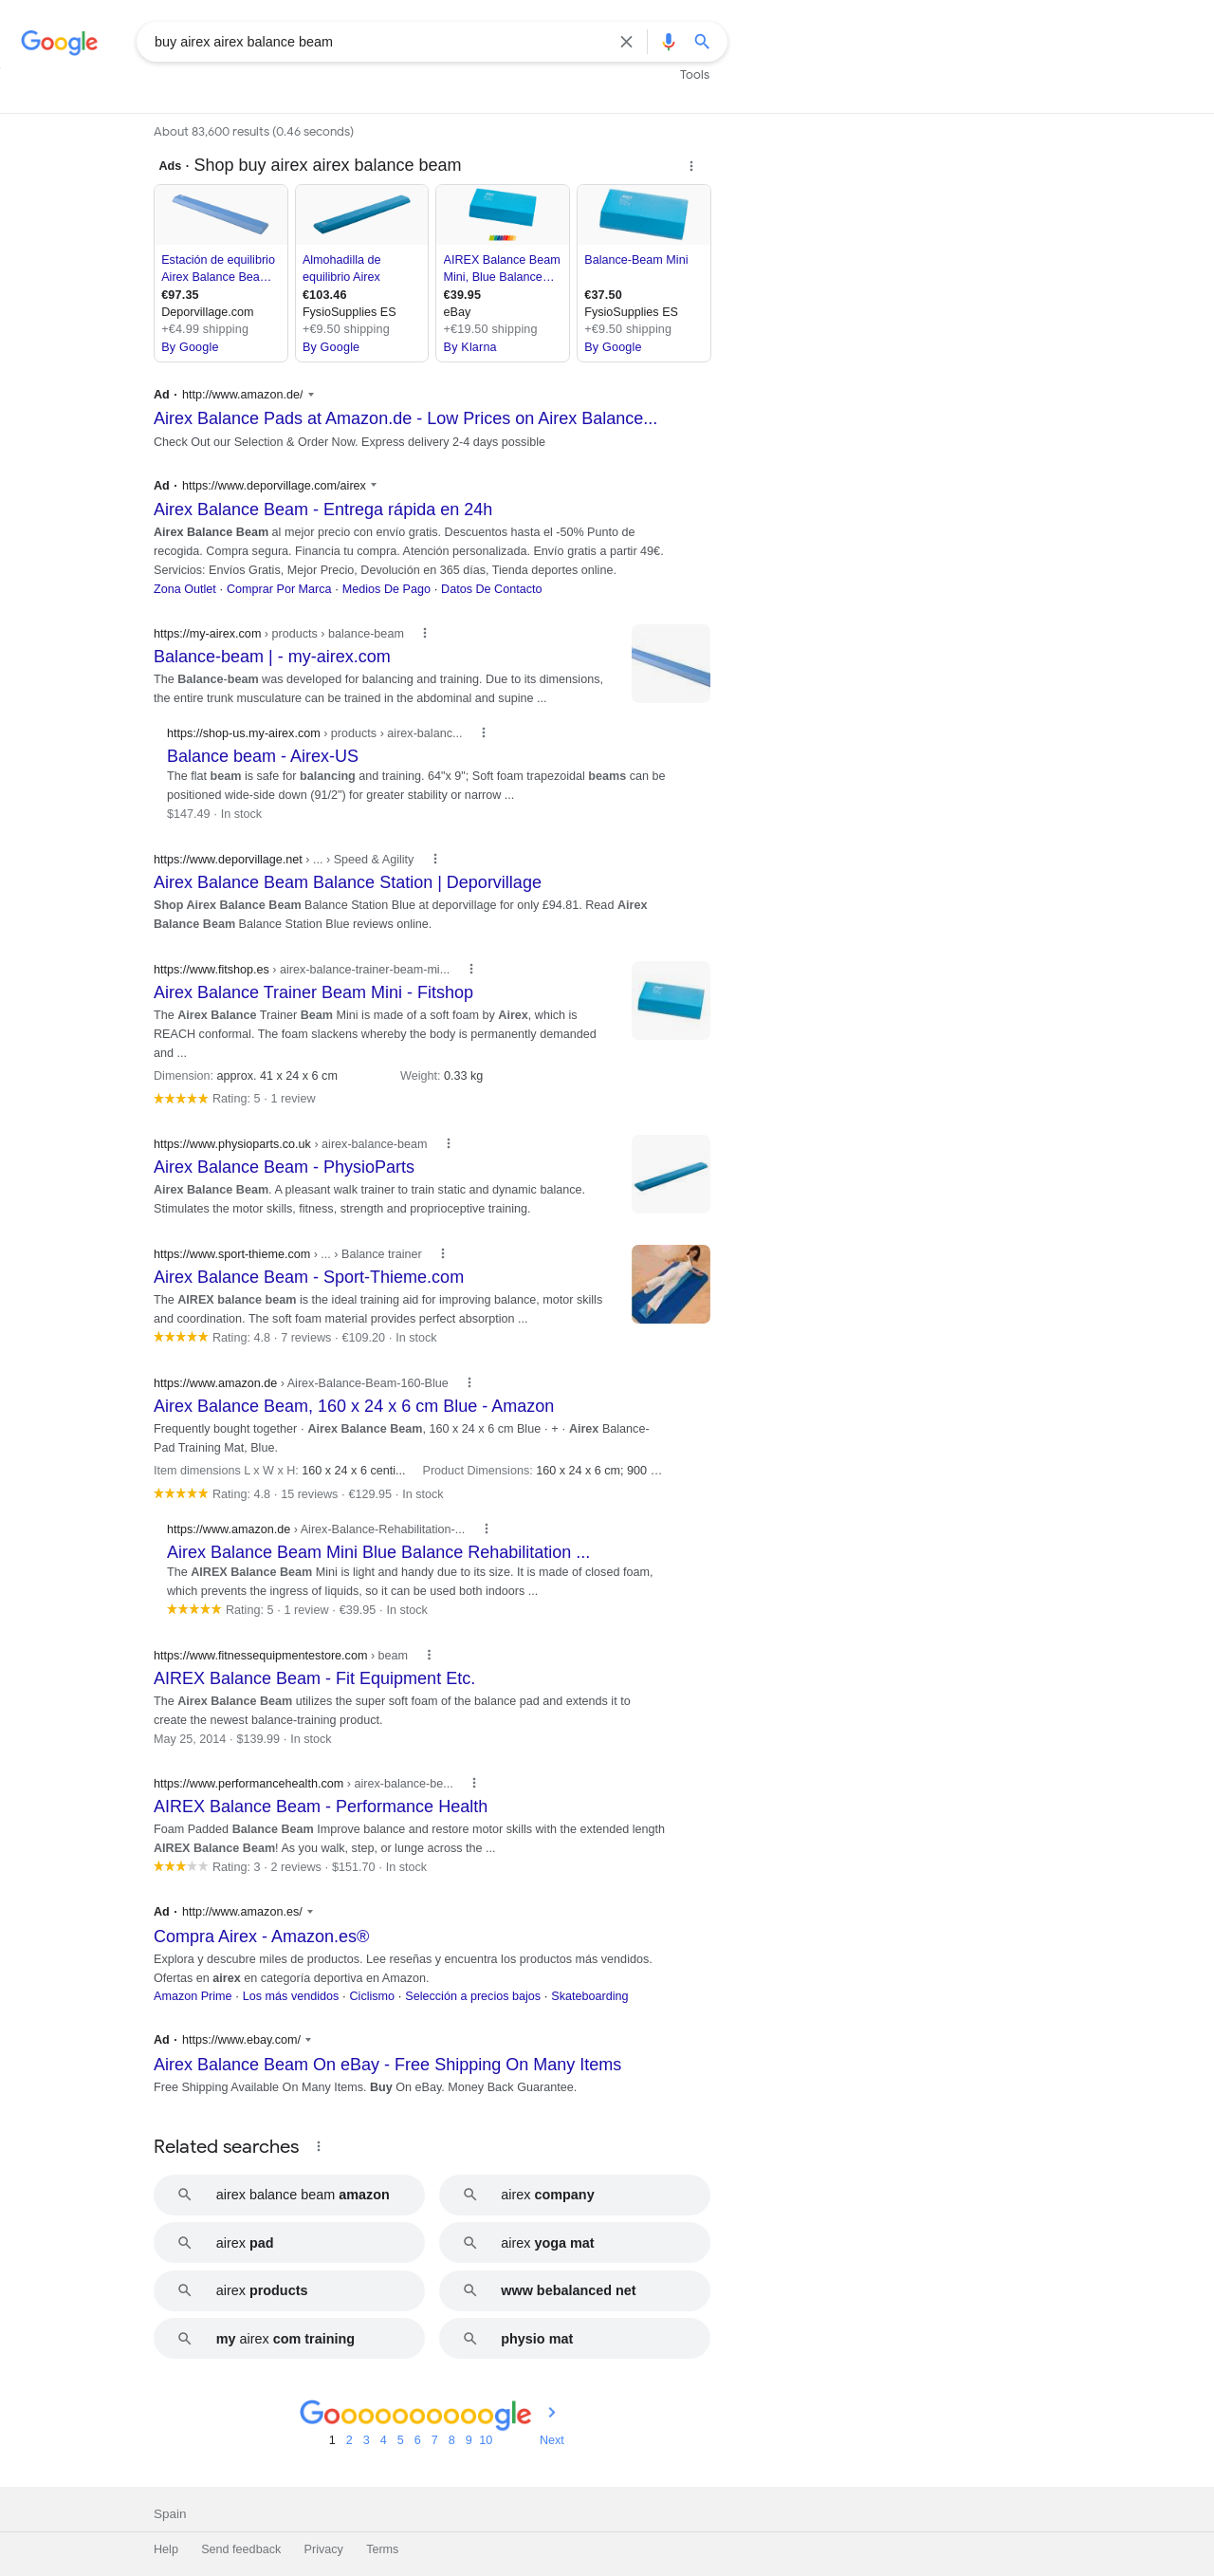 Google
buy airex airex balance beam
Tools
About 83,600 results (0.46 seconds)
Ads · Shop buy airex airex balance beam
Estación de equilibrio
Airex Balance Bea…
€97.35
Deporvillage.com
+€4.99 shipping
By Google
Almohadilla de
equilibrio Airex
€103.46
FysioSupplies ES
+€9.50 shipping
By Google
AIREX Balance Beam
Mini, Blue Balance…
€39.95
eBay
+€19.50 shipping
By Klarna
Balance-Beam Mini
€37.50
FysioSupplies ES
+€9.50 shipping
By Google
Ad · http://www.amazon.de/
Airex Balance Pads at Amazon.de - Low Prices on Airex Balance...
Check Out our Selection & Order Now. Express delivery 2-4 days possible
Ad · https://www.deporvillage.com/airex
Airex Balance Beam - Entrega rápida en 24h
Airex Balance Beam al mejor precio con envío gratis. Descuentos hasta el -50% Punto de
recogida. Compra segura. Financia tu compra. Atención personalizada. Envío gratis a partir 49€.
Servicios: Envíos Gratis, Mejor Precio, Devolución en 365 días, Tienda deportes online.
Zona Outlet · Comprar Por Marca · Medios De Pago · Datos De Contacto
https://my-airex.com › products › balance-beam
Balance-beam | - my-airex.com
The Balance-beam was developed for balancing and training. Due to its dimensions,
the entire trunk musculature can be trained in the abdominal and supine ...
https://shop-us.my-airex.com › products › airex-balanc...
Balance beam - Airex-US
The flat beam is safe for balancing and training. 64"x 9"; Soft foam trapezoidal beams can be
positioned wide-side down (91/2") for greater stability or narrow ...
$147.49 · In stock
https://www.deporvillage.net › ... › Speed & Agility
Airex Balance Beam Balance Station | Deporvillage
Shop Airex Balance Beam Balance Station Blue at deporvillage for only £94.81. Read Airex
Balance Beam Balance Station Blue reviews online.
https://www.fitshop.es › airex-balance-trainer-beam-mi...
Airex Balance Trainer Beam Mini - Fitshop
The Airex Balance Trainer Beam Mini is made of a soft foam by Airex, which is
REACH conformal. The foam slackens whereby the body is permanently demanded
and ...
Dimension: approx. 41 x 24 x 6 cm Weight: 0.33 kg
Rating: 5 · 1 review
https://www.physioparts.co.uk › airex-balance-beam
Airex Balance Beam - PhysioParts
Airex Balance Beam. A pleasant walk trainer to train static and dynamic balance.
Stimulates the motor skills, fitness, strength and proprioceptive training.
https://www.sport-thieme.com › ... › Balance trainer
Airex Balance Beam - Sport-Thieme.com
The AIREX balance beam is the ideal training aid for improving balance, motor skills
and coordination. The soft foam material provides perfect absorption ...
Rating: 4.8 · 7 reviews · €109.20 · In stock
https://www.amazon.de › Airex-Balance-Beam-160-Blue
Airex Balance Beam, 160 x 24 x 6 cm Blue - Amazon
Frequently bought together · Airex Balance Beam, 160 x 24 x 6 cm Blue · + · Airex Balance-
Pad Training Mat, Blue.
Item dimensions L x W x H: 160 x 24 x 6 centi... Product Dimensions: 160 x 24 x 6 cm; 900 …
Rating: 4.8 · 15 reviews · €129.95 · In stock
https://www.amazon.de › Airex-Balance-Rehabilitation-...
Airex Balance Beam Mini Blue Balance Rehabilitation ...
The AIREX Balance Beam Mini is light and handy due to its size. It is made of closed foam,
which prevents the ingress of liquids, so it can be used both indoors ...
Rating: 5 · 1 review · €39.95 · In stock
https://www.fitnessequipmentestore.com › beam
AIREX Balance Beam - Fit Equipment Etc.
The Airex Balance Beam utilizes the super soft foam of the balance pad and extends it to
create the newest balance-training product.
May 25, 2014 · $139.99 · In stock
https://www.performancehealth.com › airex-balance-be...
AIREX Balance Beam - Performance Health
Foam Padded Balance Beam Improve balance and restore motor skills with the extended length
AIREX Balance Beam! As you walk, step, or lunge across the ...
Rating: 3 · 2 reviews · $151.70 · In stock
Ad · http://www.amazon.es/
Compra Airex - Amazon.es®
Explora y descubre miles de productos. Lee reseñas y encuentra los productos más vendidos.
Ofertas en airex en categoría deportiva en Amazon.
Amazon Prime · Los más vendidos · Ciclismo · Selección a precios bajos · Skateboarding
Ad · https://www.ebay.com/
Airex Balance Beam On eBay - Free Shipping On Many Items
Free Shipping Available On Many Items. Buy On eBay. Money Back Guarantee.
Related searches
airex balance beam amazon
airex company
airex pad
airex yoga mat
airex products
www bebalanced net
my airex com training
physio mat
Goooooooooogle
1 2 3 4 5 6 7 8 9 10 Next
Spain
Help Send feedback Privacy Terms